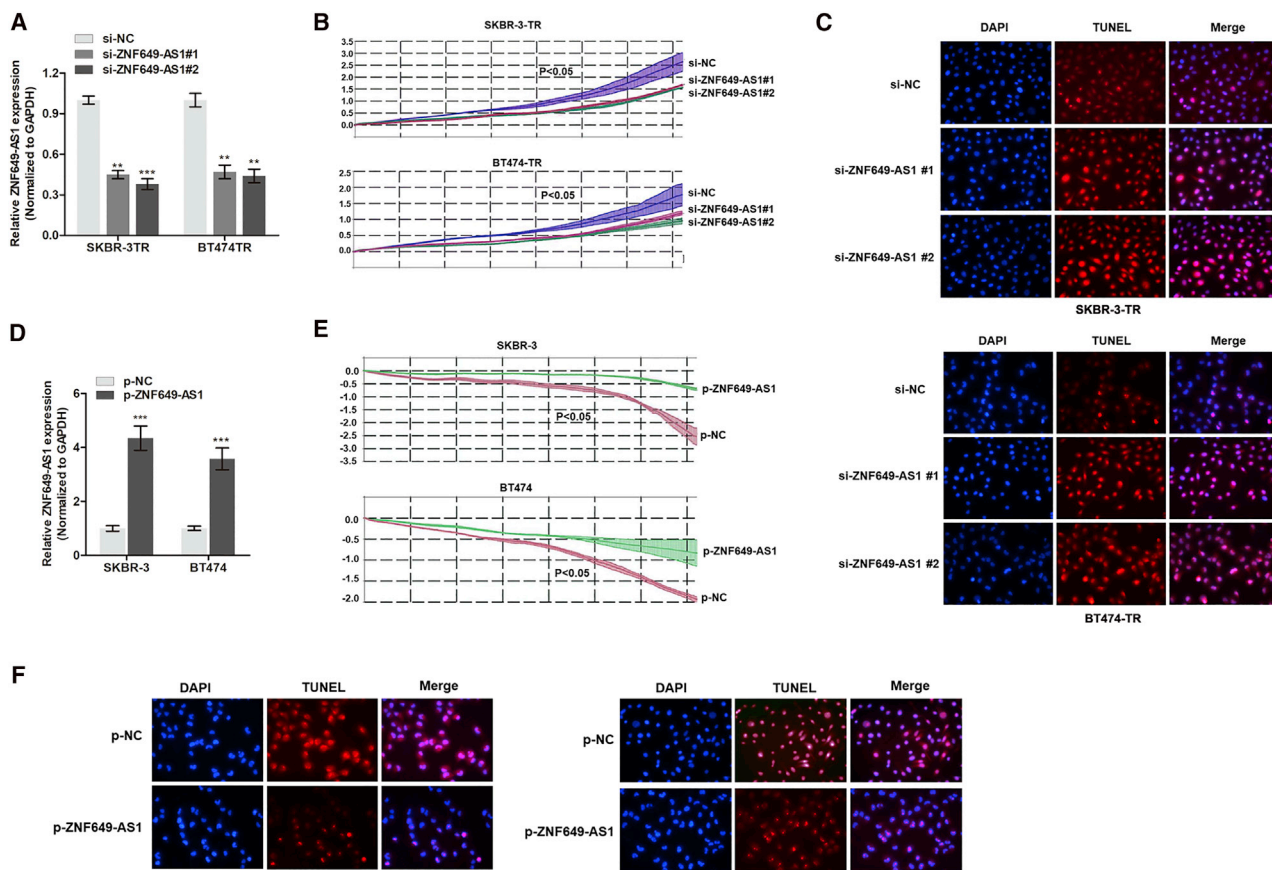 A
si-NC
si-ZNF649-AS1#1
si-ZNF649-AS1#2
Relative ZNF649-AS1 expression
(Normalized to GAPDH)
1.2
0.9
0.6
0.3
0.0
**
***
**
**
SKBR-3TR
BT474TR
B
SKBR-3-TR
3.5
3.0
2.5
2.0
1.5
1.0
0.5
0.0
P<0.05
si-NC
si-ZNF649-AS1#1
si-ZNF649-AS1#2
BT474-TR
2.5
2.0
1.5
1.0
0.5
0.0
P<0.05
si-NC
si-ZNF649-AS1#1
si-ZNF649-AS1#2
C
DAPI
TUNEL
Merge
si-NC
si-ZNF649-AS1 #1
si-ZNF649-AS1 #2
SKBR-3-TR
DAPI
TUNEL
Merge
si-NC
si-ZNF649-AS1 #1
si-ZNF649-AS1 #2
BT474-TR
D
p-NC
p-ZNF649-AS1
Relative ZNF649-AS1 expression
(Normalized to GAPDH)
6
4
2
0
***
***
SKBR-3
BT474
E
SKBR-3
0.0
-0.5
-1.0
-1.5
-2.0
-2.5
-3.0
-3.5
P<0.05
p-ZNF649-AS1
p-NC
BT474
0.0
-0.5
-1.0
-1.5
-2.0
P<0.05
p-ZNF649-AS1
p-NC
F
DAPI
TUNEL
Merge
p-NC
p-ZNF649-AS1
DAPI
TUNEL
Merge
p-NC
p-ZNF649-AS1